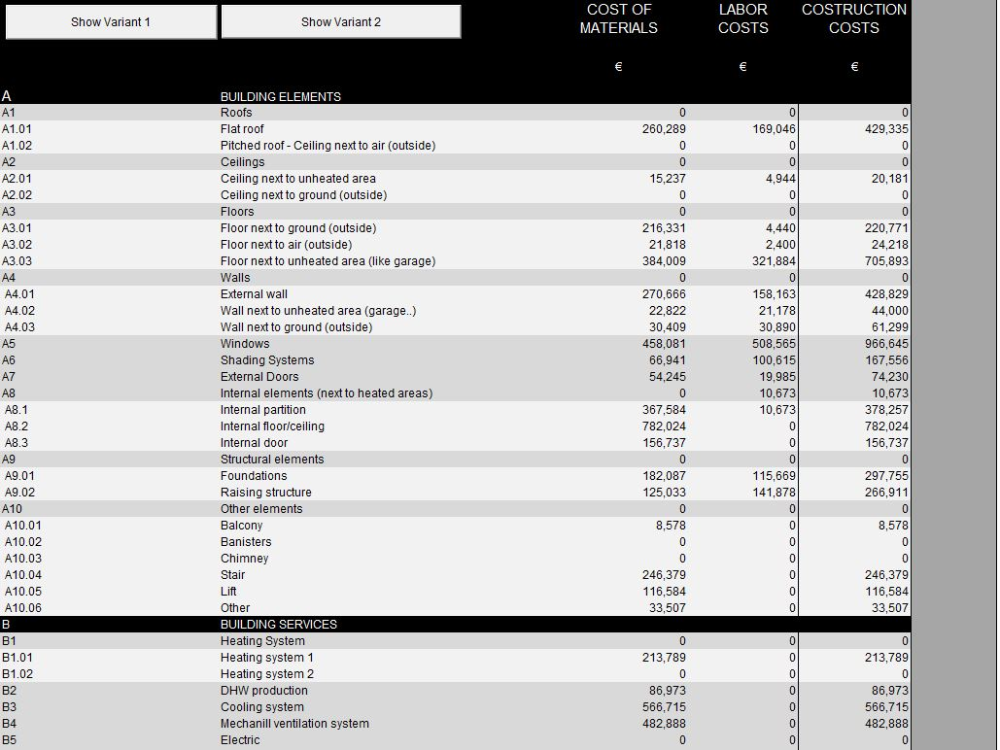 Show Variant 1 Show Variant 2 COST OF LABOR COSTRUCTION
MATERIALS COSTS COSTS
€ € €
A BUILDING ELEMENTS
A1 Roofs 0 0 0
A1.01 Flat roof 260,289 169,046 429,335
A1.02 Pitched roof - Ceiling next to air (outside) 0 0 0
A2 Ceilings 0 0 0
A2.01 Ceiling next to unheated area 15,237 4,944 20,181
A2.02 Ceiling next to ground (outside) 0 0 0
A3 Floors 0 0 0
A3.01 Floor next to ground (outside) 216,331 4,440 220,771
A3.02 Floor next to air (outside) 21,818 2,400 24,218
A3.03 Floor next to unheated area (like garage) 384,009 321,884 705,893
A4 Walls 0 0 0
A4.01 External wall 270,666 158,163 428,829
A4.02 Wall next to unheated area (garage..) 22,822 21,178 44,000
A4.03 Wall next to ground (outside) 30,409 30,890 61,299
A5 Windows 458,081 508,565 966,645
A6 Shading Systems 66,941 100,615 167,556
A7 External Doors 54,245 19,985 74,230
A8 Internal elements (next to heated areas) 0 10,673 10,673
A8.1 Internal partition 367,584 10,673 378,257
A8.2 Internal floor/ceiling 782,024 0 782,024
A8.3 Internal door 156,737 0 156,737
A9 Structural elements 0 0 0
A9.01 Foundations 182,087 115,669 297,755
A9.02 Raising structure 125,033 141,878 266,911
A10 Other elements 0 0 0
A10.01 Balcony 8,578 0 8,578
A10.02 Banisters 0 0 0
A10.03 Chimney 0 0 0
A10.04 Stair 246,379 0 246,379
A10.05 Lift 116,584 0 116,584
A10.06 Other 33,507 0 33,507
B BUILDING SERVICES
B1 Heating System 0 0 0
B1.01 Heating system 1 213,789 0 213,789
B1.02 Heating system 2 0 0 0
B2 DHW production 86,973 0 86,973
B3 Cooling system 566,715 0 566,715
B4 Mechanill ventilation system 482,888 0 482,888
B5 Electric 0 0 0